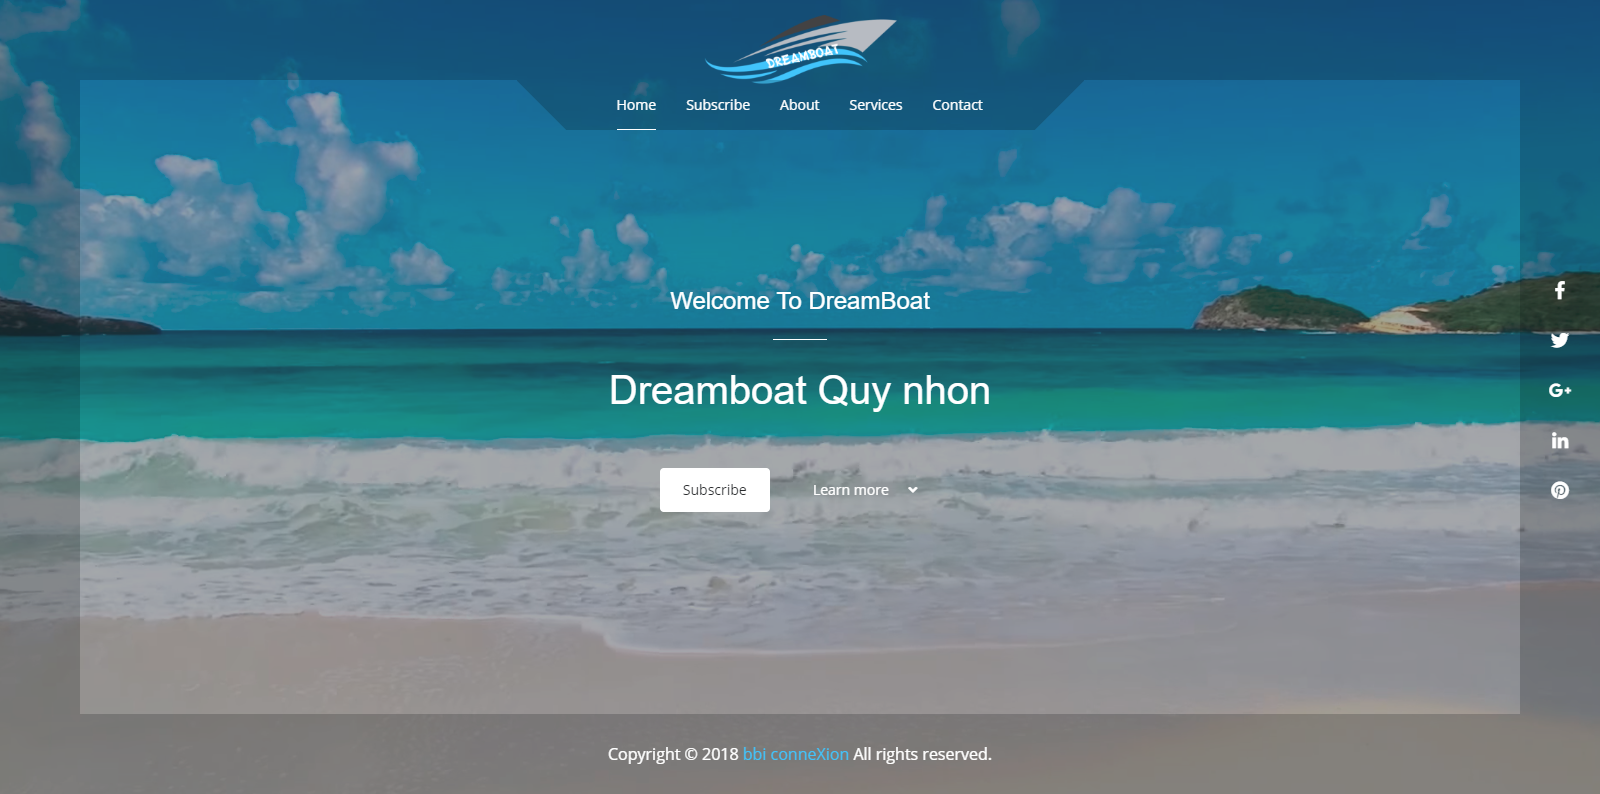 DREAMBOAT
Home Subscribe About Services Contact
Welcome To DreamBoat
Dreamboat Quy nhon
Subscribe Learn more
Copyright © 2018 bbi conneXion All rights reserved.